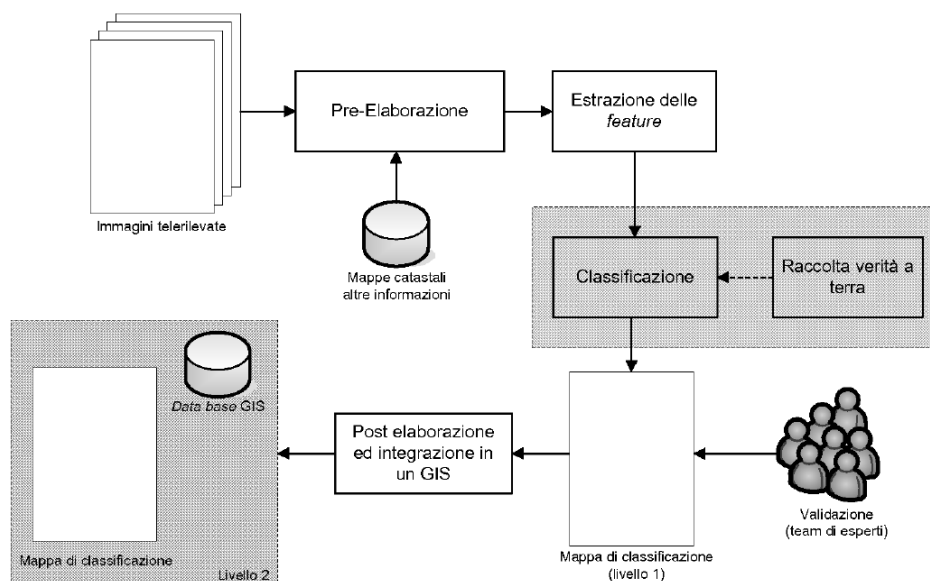 Immagini telerilevate
Pre-Elaborazione
Estrazione delle
feature
Mappe catastali
altre informazioni
Classificazione
Raccolta verità a
terra
Data base GIS
Mappa di classificazione
Livello 2
Post elaborazione
ed integrazione in
un GIS
Mappa di classificazione
(livello 1)
Validazione
(team di esperti)